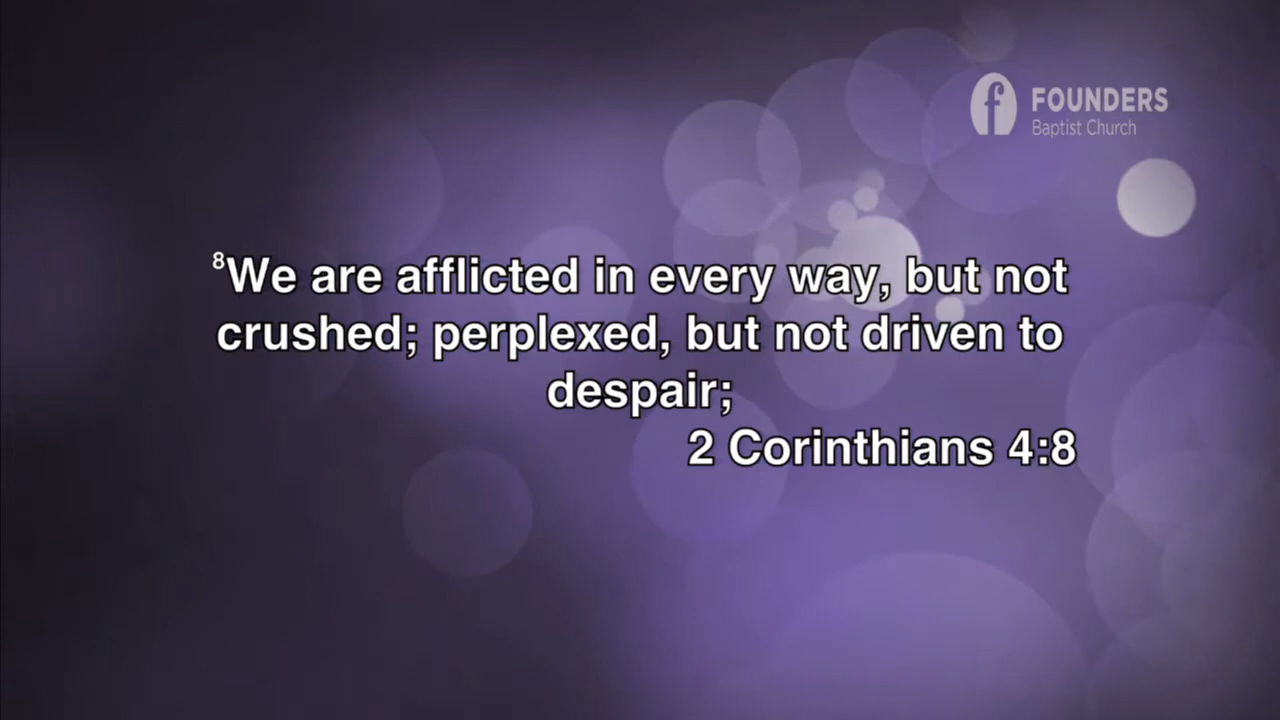 FOUNDERS
Baptist Church
⁸We are afflicted in every way, but not
crushed; perplexed, but not driven to
despair;
2 Corinthians 4:8